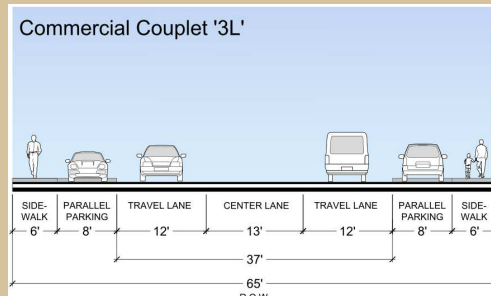 Commercial Couplet '3L'
SIDE-
WALK
PARALLEL
PARKING
TRAVEL LANE
CENTER LANE
TRAVEL LANE
PARALLEL
PARKING
SIDE-
WALK
6' 8' 12' 13' 12' 8' 6'
37'
65'
R.O.W.